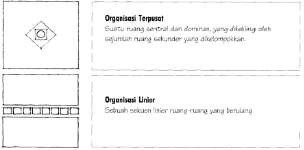 Organisasi Terpusat
Suatu ruang sentral dan dominan, yang dikelilingi oleh
sejumlah ruang sekunder yang dikelompokkan.
Organisasi Linier
Sebuah sekuen linier ruang-ruang yang berulang